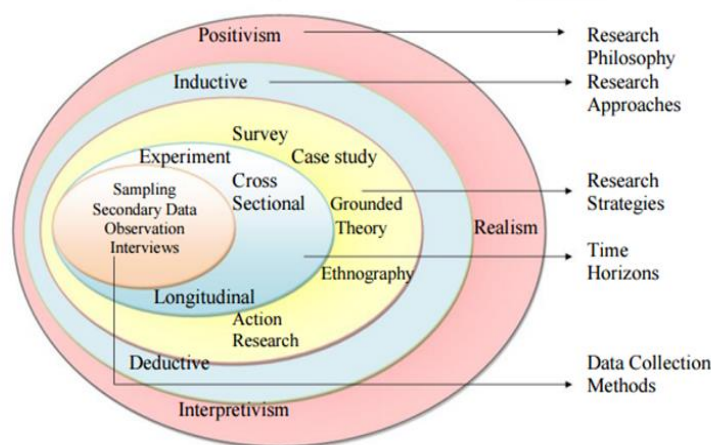 Positivism
Research
Philosophy
Inductive
Research
Approaches
Survey
Experiment
Case study
Cross
Sectional
Sampling
Secondary Data
Observation
Interviews
Grounded
Theory
Research
Strategies
Realism
Time
Horizons
Ethnography
Longitudinal
Action
Research
Deductive
Data Collection
Methods
Interpretivism